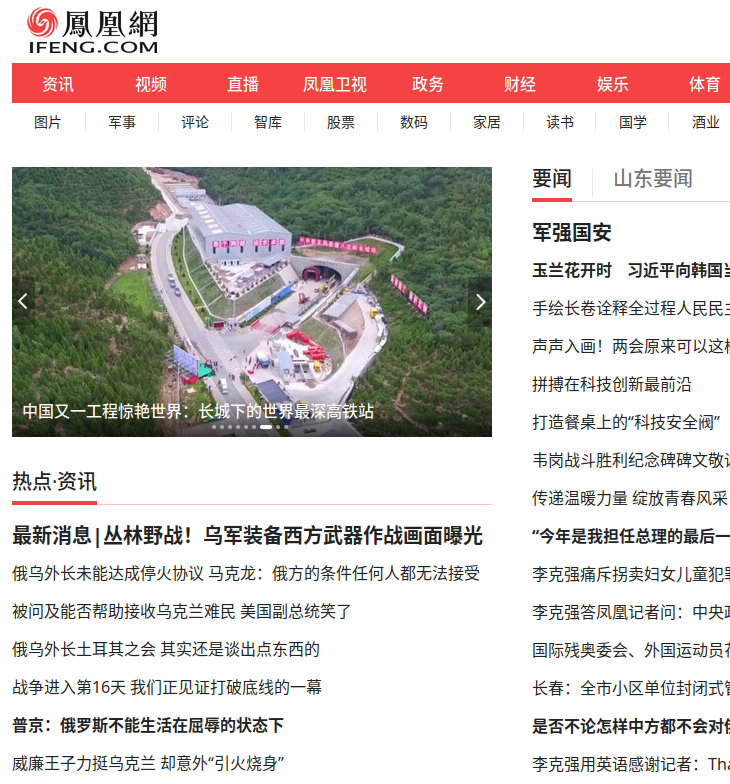 鳳凰網
IFENG.COM
资讯 视频 直播 凤凰卫视 政务 财经 娱乐 体育
图片 军事 评论 智库 股票 数码 家居 读书 国学 酒业
中国又一工程惊艳世界：长城下的世界最深高铁站
热点·资讯
最新消息|丛林野战！乌军装备西方武器作战画面曝光
俄乌外长未能达成停火协议 马克龙：俄方的条件任何人都无法接受
被问及能否帮助接收乌克兰难民 美国副总统笑了
俄乌外长土耳其之会 其实还是谈出点东西的
战争进入第16天 我们正见证打破底线的一幕
普京：俄罗斯不能生活在屈辱的状态下
威廉王子力挺乌克兰 却意外“引火烧身”
要闻 山东要闻
军强国安
玉兰花开时 习近平向韩国当
手绘长卷诠释全过程人民民主
声声入画！两会原来可以这样
拼搏在科技创新最前沿
打造餐桌上的“科技安全阀”
韦岗战斗胜利纪念碑碑文敬
传递温暖力量 绽放青春风采
“今年是我担任总理的最后一
李克强痛斥拐卖妇女儿童犯罪
李克强答凤凰记者问：中央政
国际残奥委会、外国运动员花
长春：全市小区单位封闭式管
是否不论怎样中方都不会对俄
李克强用英语感谢记者：Tha